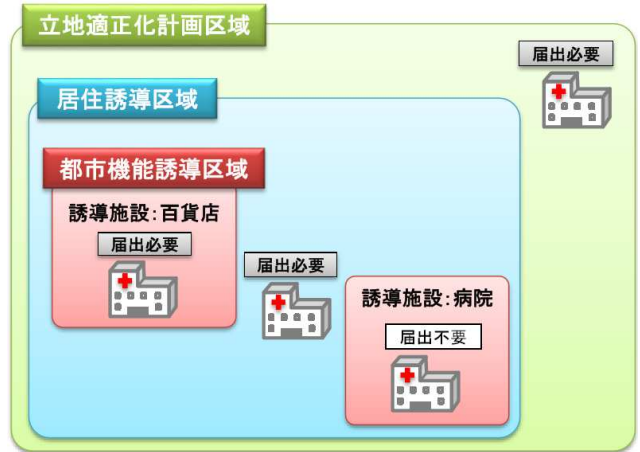 立地適正化計画区域
届出必要
居住誘導区域
都市機能誘導区域
誘導施設:百貨店
届出必要
届出必要
誘導施設:病院
届出不要